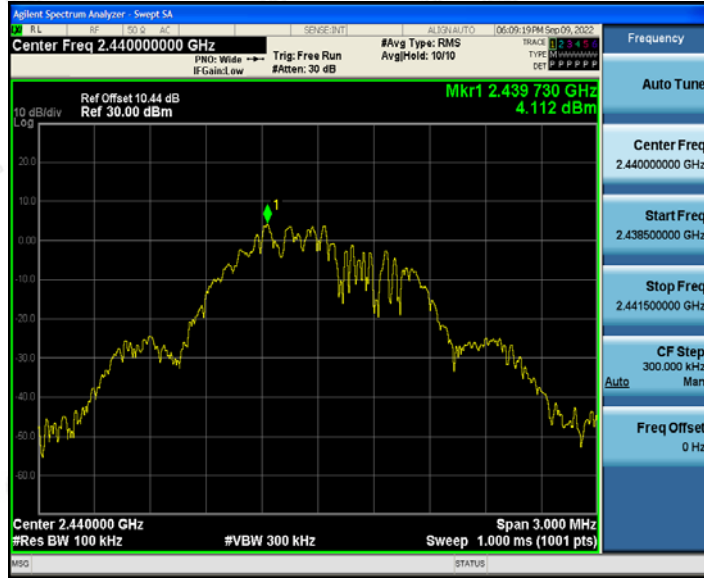 Agilent Spectrum Analyzer - Swept SA
RL RF 50 Ω AC SENSE:INT ALIGN AUTO 06:09:19 PM Sep 09, 2022
Center Freq 2.440000000 GHz
PNO: Wide
IFGain:Low
Trig: Free Run
#Atten: 30 dB
#Avg Type: RMS
Avg|Hold: 10/10
TRACE 1 2 3 4 5 6
TYPE M W W W W W
DET P P P P P P
Ref Offset 10.44 dB
10 dB/div Ref 30.00 dBm
Log
Mkr1 2.439 730 GHz
4.112 dBm
20.0
10.0
0.00
-10.0
-20.0
-30.0
-40.0
-50.0
-60.0
1
Center 2.440000 GHz Span 3.000 MHz
#Res BW 100 kHz #VBW 300 kHz Sweep 1.000 ms (1001 pts)
MSG STATUS
Frequency
Auto Tune
Center Freq
2.440000000 GHz
Start Freq
2.438500000 GHz
Stop Freq
2.441500000 GHz
CF Step
300.000 kHz
Auto Man
Freq Offset
0 Hz